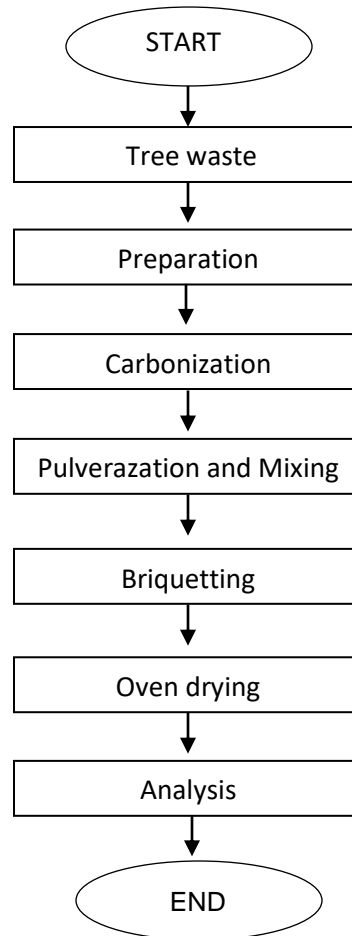 START
Tree waste
Preparation
Carbonization
Pulverazation and Mixing
Briquetting
Oven drying
Analysis
END